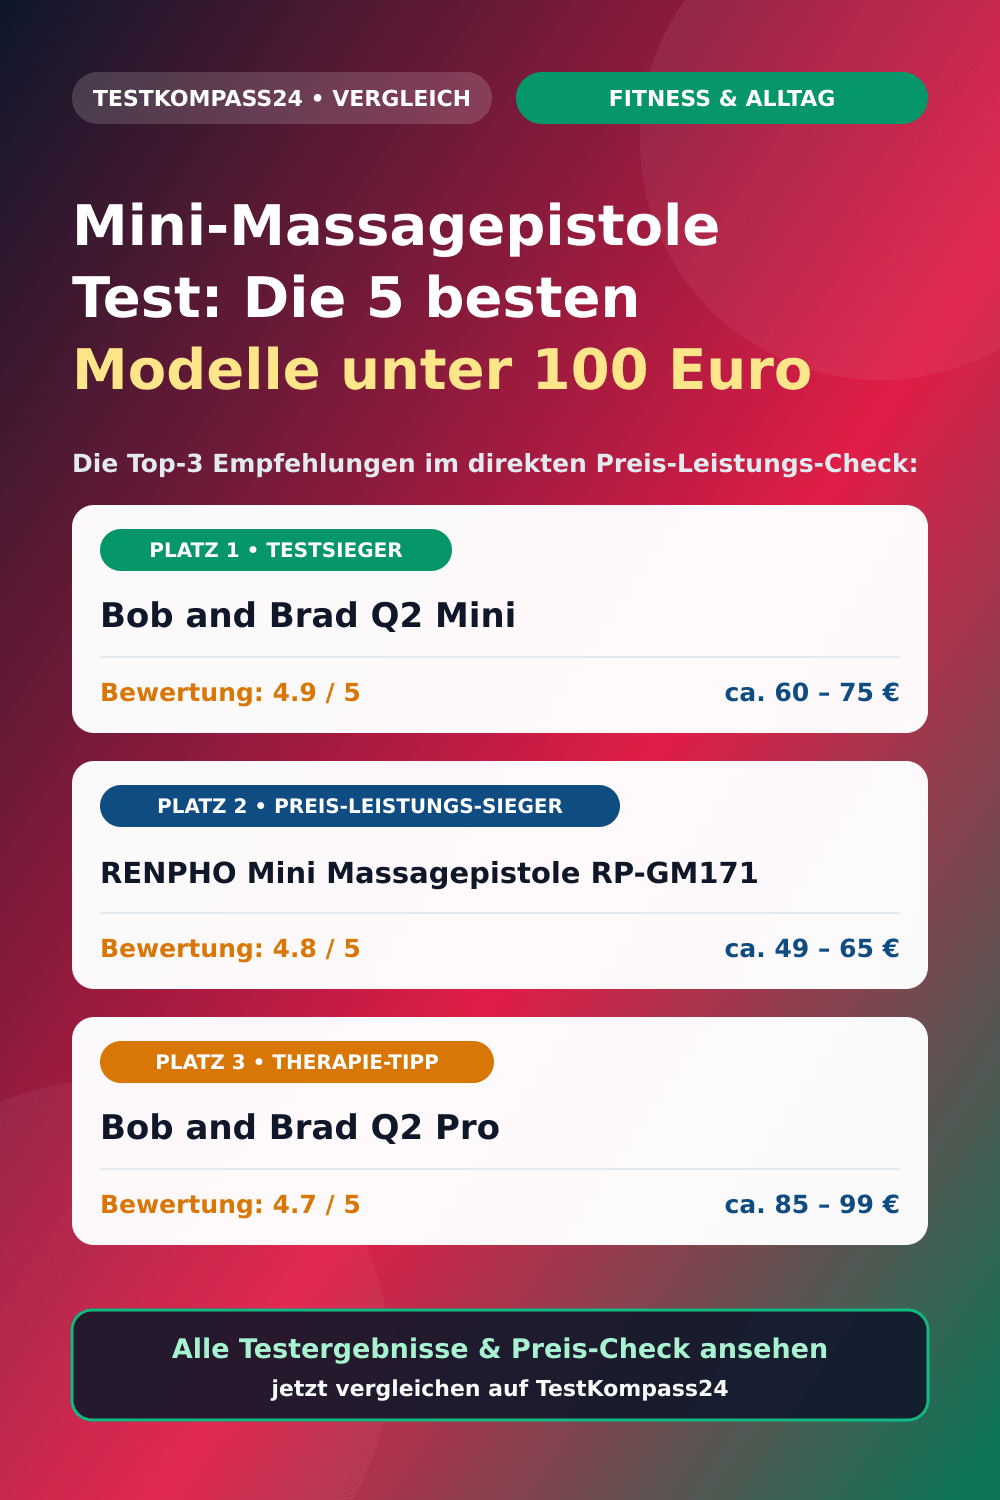 TESTKOMPASS24 • VERGLEICH
FITNESS & ALLTAG
Mini-Massagepistole
Test: Die 5 besten
Modelle unter 100 Euro
Die Top-3 Empfehlungen im direkten Preis-Leistungs-Check:
PLATZ 1 • TESTSIEGER
Bob and Brad Q2 Mini
Bewertung: 4.9 / 5
ca. 60 – 75 €
PLATZ 2 • PREIS-LEISTUNGS-SIEGER
RENPHO Mini Massagepistole RP-GM171
Bewertung: 4.8 / 5
ca. 49 – 65 €
PLATZ 3 • THERAPIE-TIPP
Bob and Brad Q2 Pro
Bewertung: 4.7 / 5
ca. 85 – 99 €
Alle Testergebnisse & Preis-Check ansehen
jetzt vergleichen auf TestKompass24